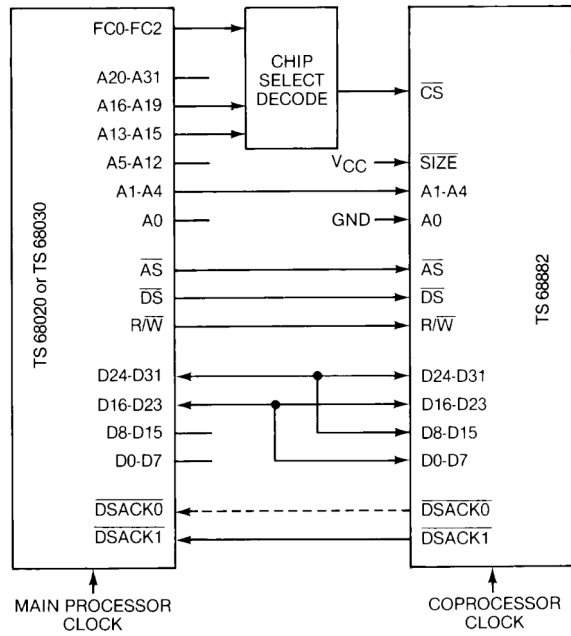 FC0-FC2
A20-A31
A16-A19
A13-A15
A5-A12
A1-A4
A0
AS
DS
R/W
D24-D31
D16-D23
D8-D15
D0-D7
DSACK0
DSACK1
TS 68020 or TS 68030
CHIP
SELECT
DECODE
VCC
GND
CS
SIZE
A1-A4
A0
AS
DS
R/W
D24-D31
D16-D23
D8-D15
D0-D7
DSACK0
DSACK1
TS 68882
MAIN PROCESSOR
CLOCK
COPROCESSOR
CLOCK